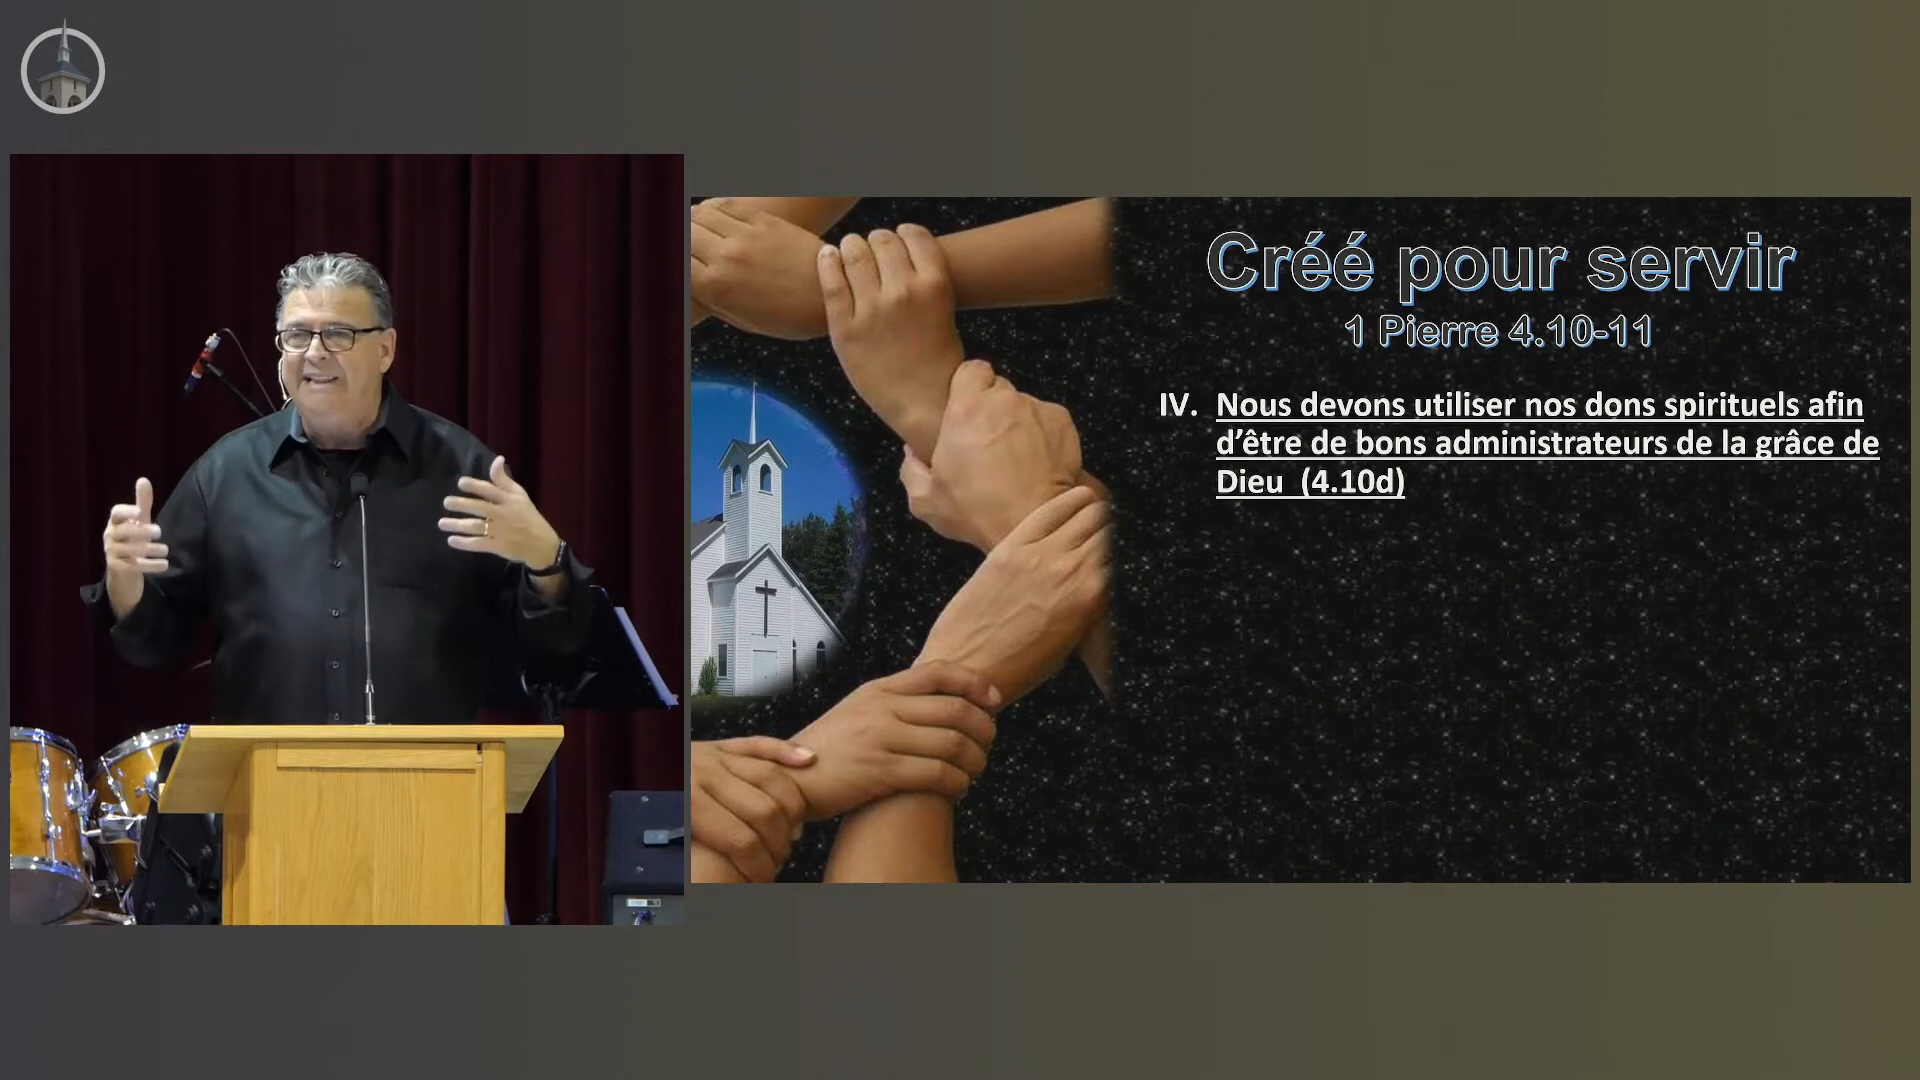 Créé pour servir
1 Pierre 4.10-11
IV. Nous devons utiliser nos dons spirituels afin
d’être de bons administrateurs de la grâce de
Dieu (4.10d)